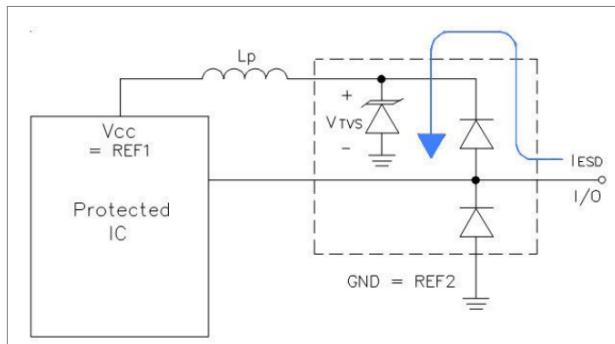 Lp
Vcc
= REF1
+
VTVS
-
IESD
I/O
Protected
IC
GND = REF2